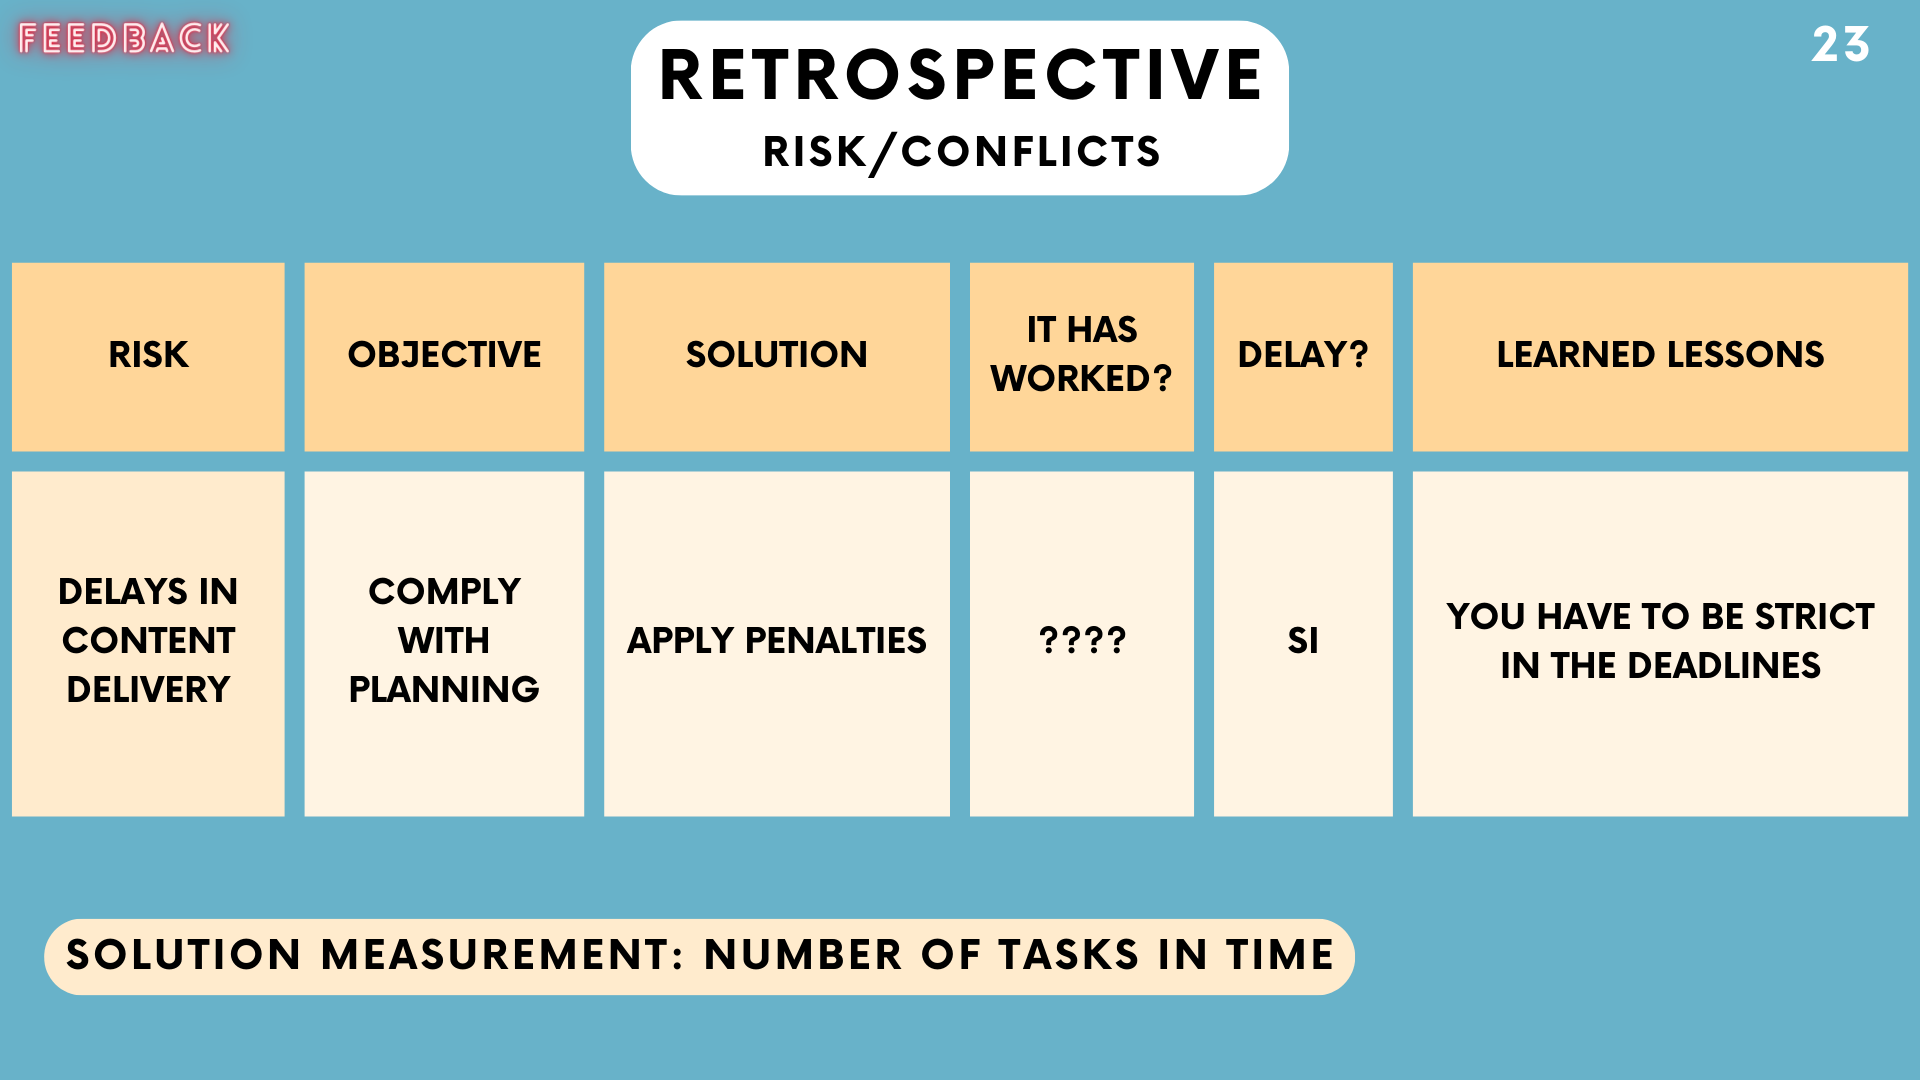 FEEDBACK
23
RETROSPECTIVE
RISK/CONFLICTS
RISK
OBJECTIVE
SOLUTION
IT HAS
WORKED?
DELAY?
LEARNED LESSONS
DELAYS IN
CONTENT
DELIVERY
COMPLY
WITH
PLANNING
APPLY PENALTIES
????
SI
YOU HAVE TO BE STRICT
IN THE DEADLINES
SOLUTION MEASUREMENT: NUMBER OF TASKS IN TIME